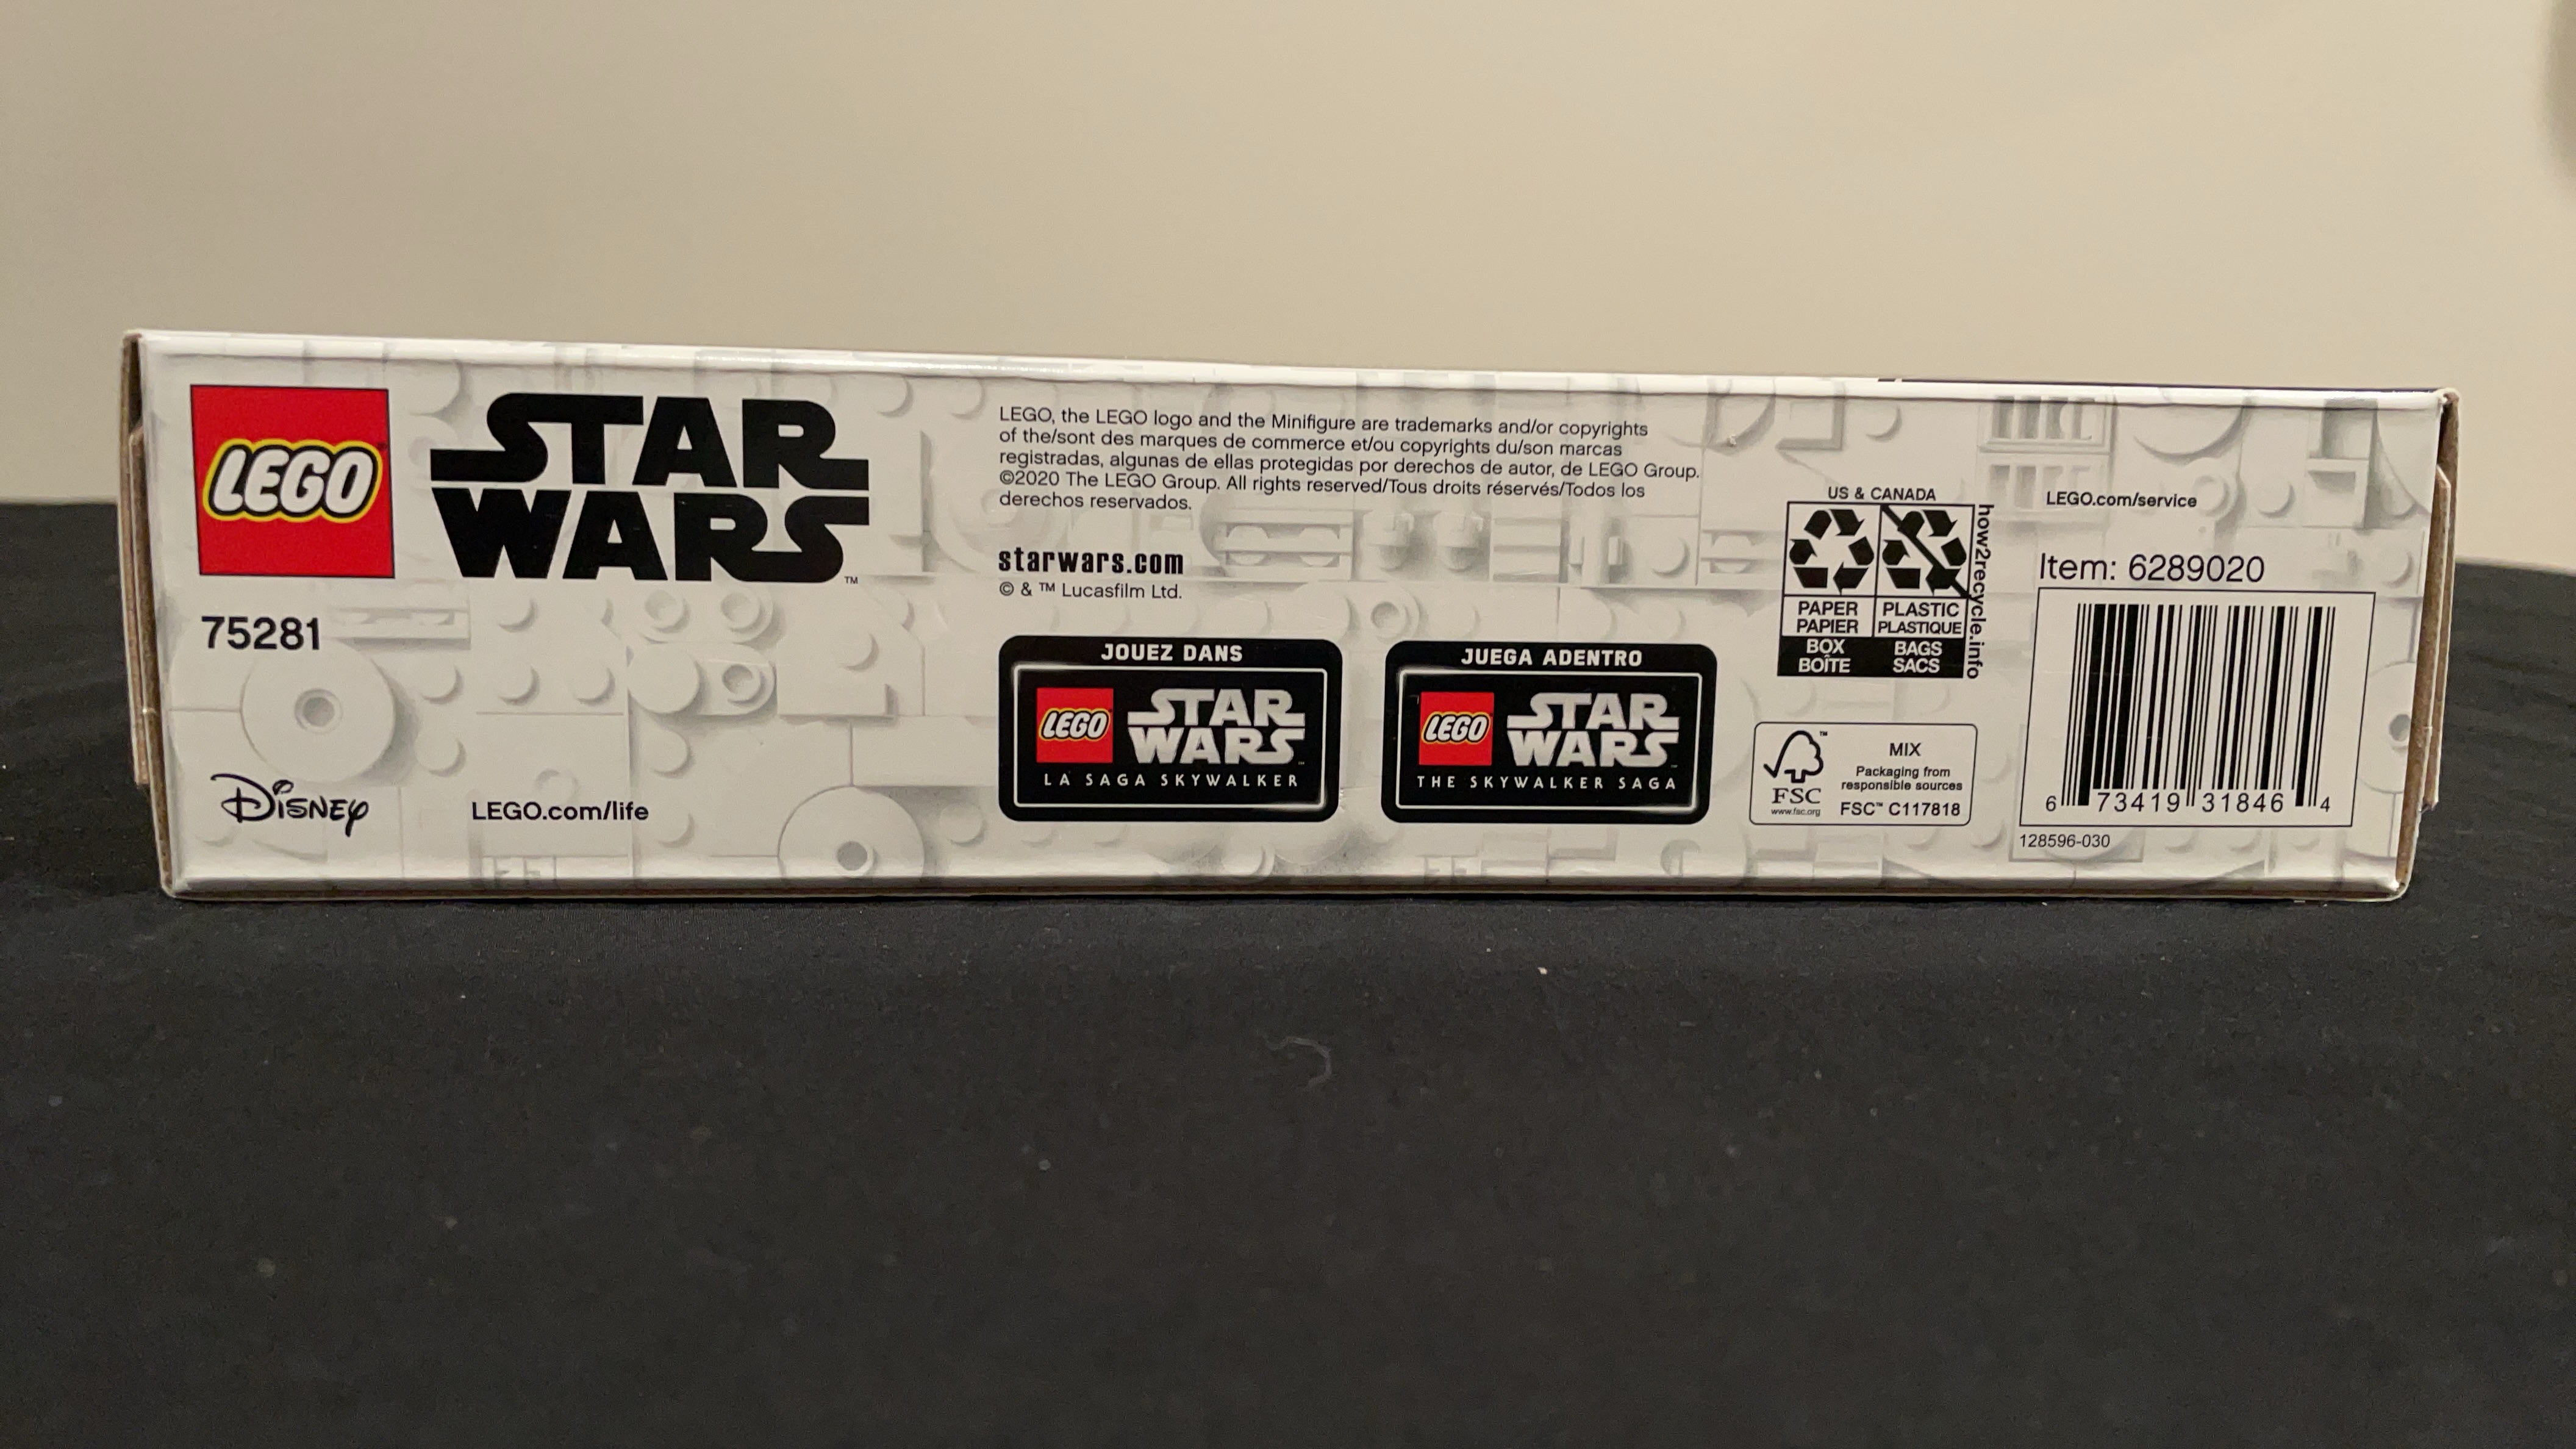 LEGO
STAR
WARS
™
75281
Disney
LEGO.com/life
LEGO, the LEGO logo and the Minifigure are trademarks and/or copyrights
of the/sont des marques de commerce et/ou copyrights du/son marcas
registradas, algunas de ellas protegidas por derechos de autor, de LEGO Group.
©2020 The LEGO Group. All rights reserved/Tous droits réservés/Todos los
derechos reservados.
starwars.com
© & ™ Lucasfilm Ltd.
JOUEZ DANS
LEGO STAR
WARS
LA SAGA SKYWALKER
JUEGA ADENTRO
LEGO STAR
WARS
THE SKYWALKER SAGA
US & CANADA
PAPER
PAPIER
BOX
BOÎTE
PLASTIC
PLASTIQUE
BAGS
SACS
how2recycle.info
™
FSC
www.fsc.org
MIX
Packaging from
responsible sources
FSC™ C117818
LEGO.com/service
Item: 6289020
6 73419 31846 4
128596-030